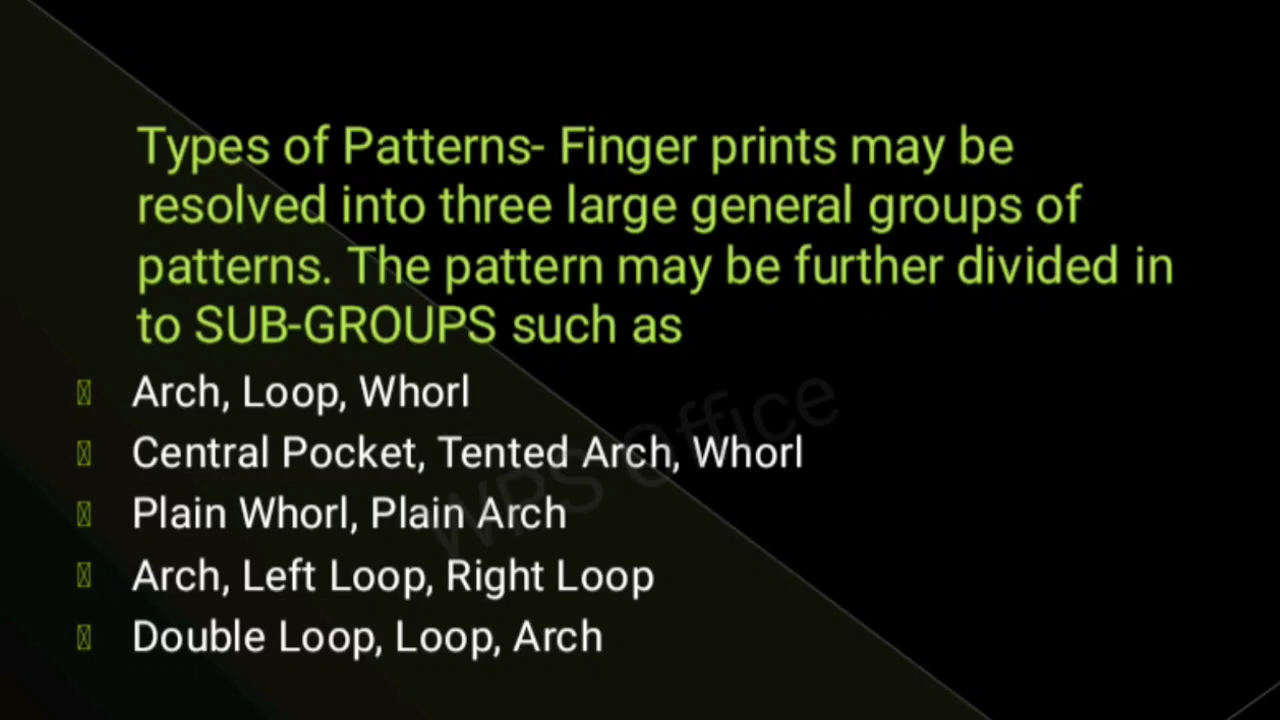 Types of Patterns- Finger prints may be
resolved into three large general groups of
patterns. The pattern may be further divided in
to SUB-GROUPS such as
Arch, Loop, Whorl
Central Pocket, Tented Arch, Whorl
Plain Whorl, Plain Arch
Arch, Left Loop, Right Loop
Double Loop, Loop, Arch
WPS office